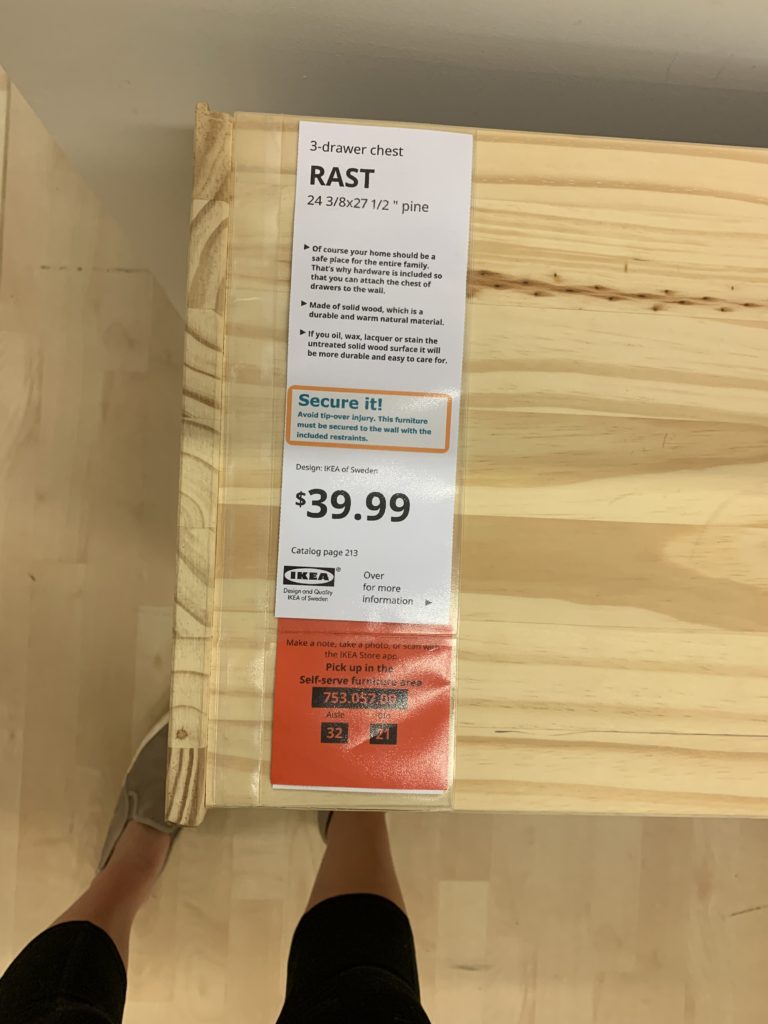 3-drawer chest
RAST
24 3/8x27 1/2 " pine
▶ Of course your home should be a
safe place for the entire family.
That's why hardware is included so
that you can attach the chest of
drawers to the wall.
▶ Made of solid wood, which is a
durable and warm natural material.
▶ If you oil, wax, lacquer or stain the
untreated solid wood surface it will
be more durable and easy to care for.
Secure it!
Avoid tip-over injury. This furniture
must be secured to the wall with the
included restraints.
Design: IKEA of Sweden
$39.99
Catalog page 213
IKEA®
Design and Quality
IKEA of Sweden
Over
for more
information ▶
Make a note, take a photo, or scan with
the IKEA Store app.
Pick up in the
Self-serve furniture area
753.057.09
Aisle
32 21